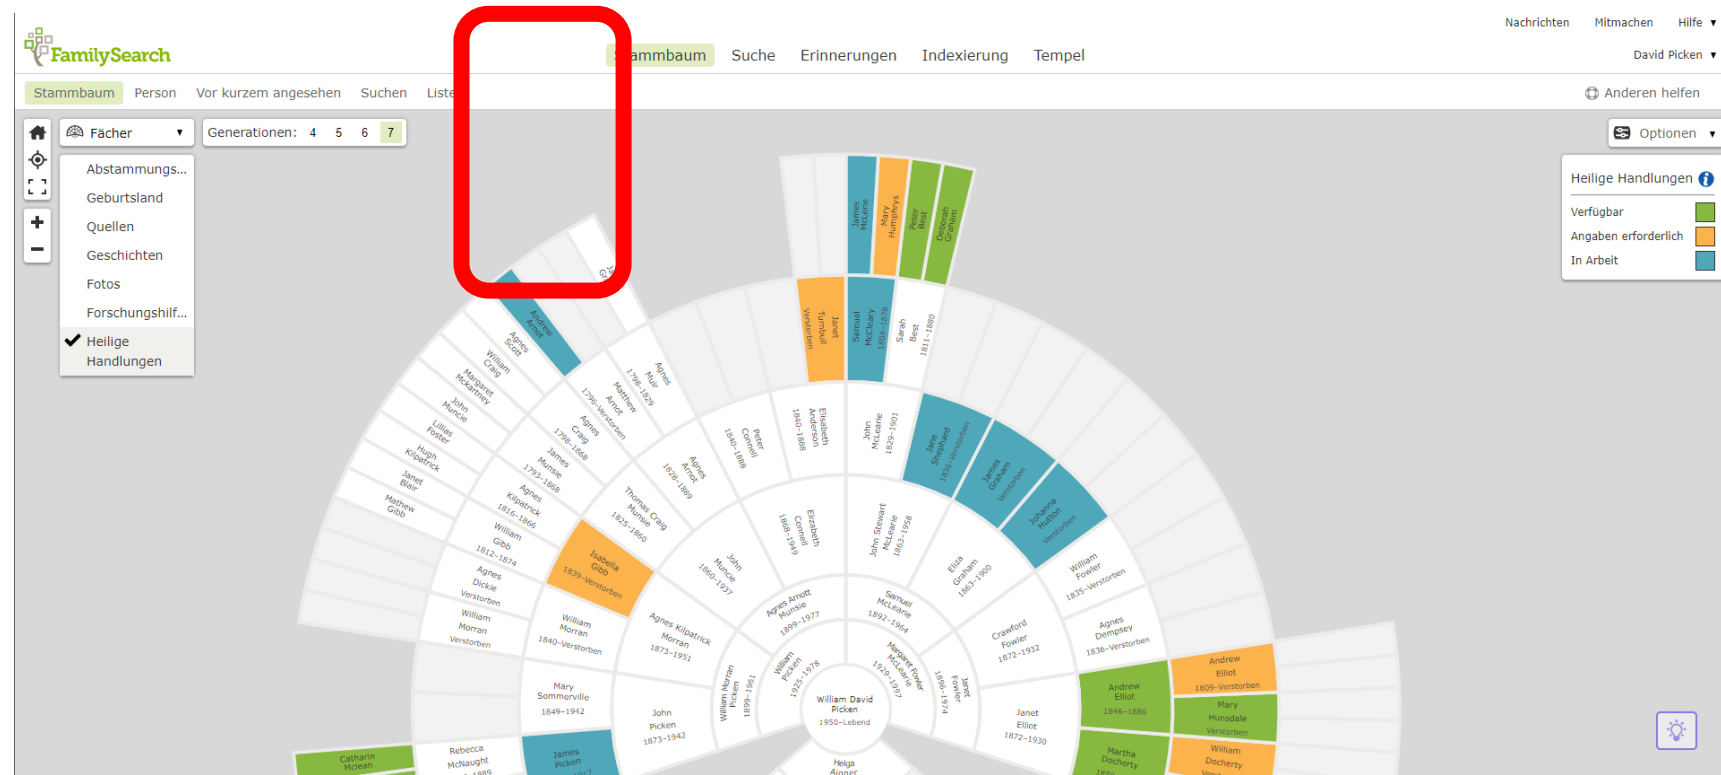 Nachrichten Mitmachen Hilfe
FamilySearch
Stammbaum Suche Erinnerungen Indexierung Tempel
David Picken
Stammbaum Person Vor kurzem angesehen Suchen Liste
Anderen helfen
Fächer
Generationen: 4 5 6 7
Optionen
Abstammungs...
Geburtsland
Quellen
Geschichten
Fotos
Forschungshilf...
Heilige
Handlungen
Heilige Handlungen
Verfügbar
Angaben erforderlich
In Arbeit
James
McLerie
Mary
Humphrys
Peter
Best
Deborah
Graham
Andrew
Arnot
Agnes
Scott
William
Craig
Margaret
Mckartney
John
Muncie
Lillias
Foster
Hugh
Kilpatrick
Janet
Blair
Mathew
Gibb
Janet
Turnbull
Verstorben
Samuel
McCleary
1804–1878
Sarah
Best
1811–1880
Agnes
Muir
1798–1829
Matthew
Arnot
1796–Verstorben
Agnes
Craig
1798–1868
James
Munsie
1793–1868
Agnes
Kilpatrick
1816–1866
William
Gibb
1812–1874
Agnes
Dickie
Verstorben
William
Morran
Verstorben
Elisabeth
Anderson
1840–1888
Peter
Connell
1840–1888
Agnes
Arnot
1828–1889
Thomas Craig
Munsie
1825–1860
Isabella
Gibb
1839–Verstorben
William
Morran
1840–Verstorben
Mary
Sommerville
1849–1942
John
McLearie
1829–1901
Jane
Shephard
1836–Verstorben
James
Graham
Verstorben
Johanna
Hutton
Verstorben
William
Fowler
1835–Verstorben
Agnes
Dempsey
1836–Verstorben
Andrew
Elliot
1846–1886
Andrew
Elliot
1809–Verstorben
Mary
Hunsdale
Verstorben
William
Docherty
Martha
Docherty
Elizabeth
Connell
1868–1949
John Stewart
McLearie
1863–1958
Eliza
Graham
1863–1900
Crawford
Fowler
1872–1932
Janet
Elliot
1872–1930
John
Muncie
1860–1937
Agnes Kilpatrick
Morran
1873–1951
John
Picken
1873–1942
Agnes Arnott
Munsie
1899–1977
Samuel
McLearie
1892–1964
Janet
Fowler
1896–1974
William Morran
Picken
1899–1961
William
Picken
1925–1978
Margaret Fowler
McLearie
1929–1997
William David
Picken
1950–Lebend
Helga
Aigner
Catharin
Mclean
Rebecca
McNaught
James
Picken